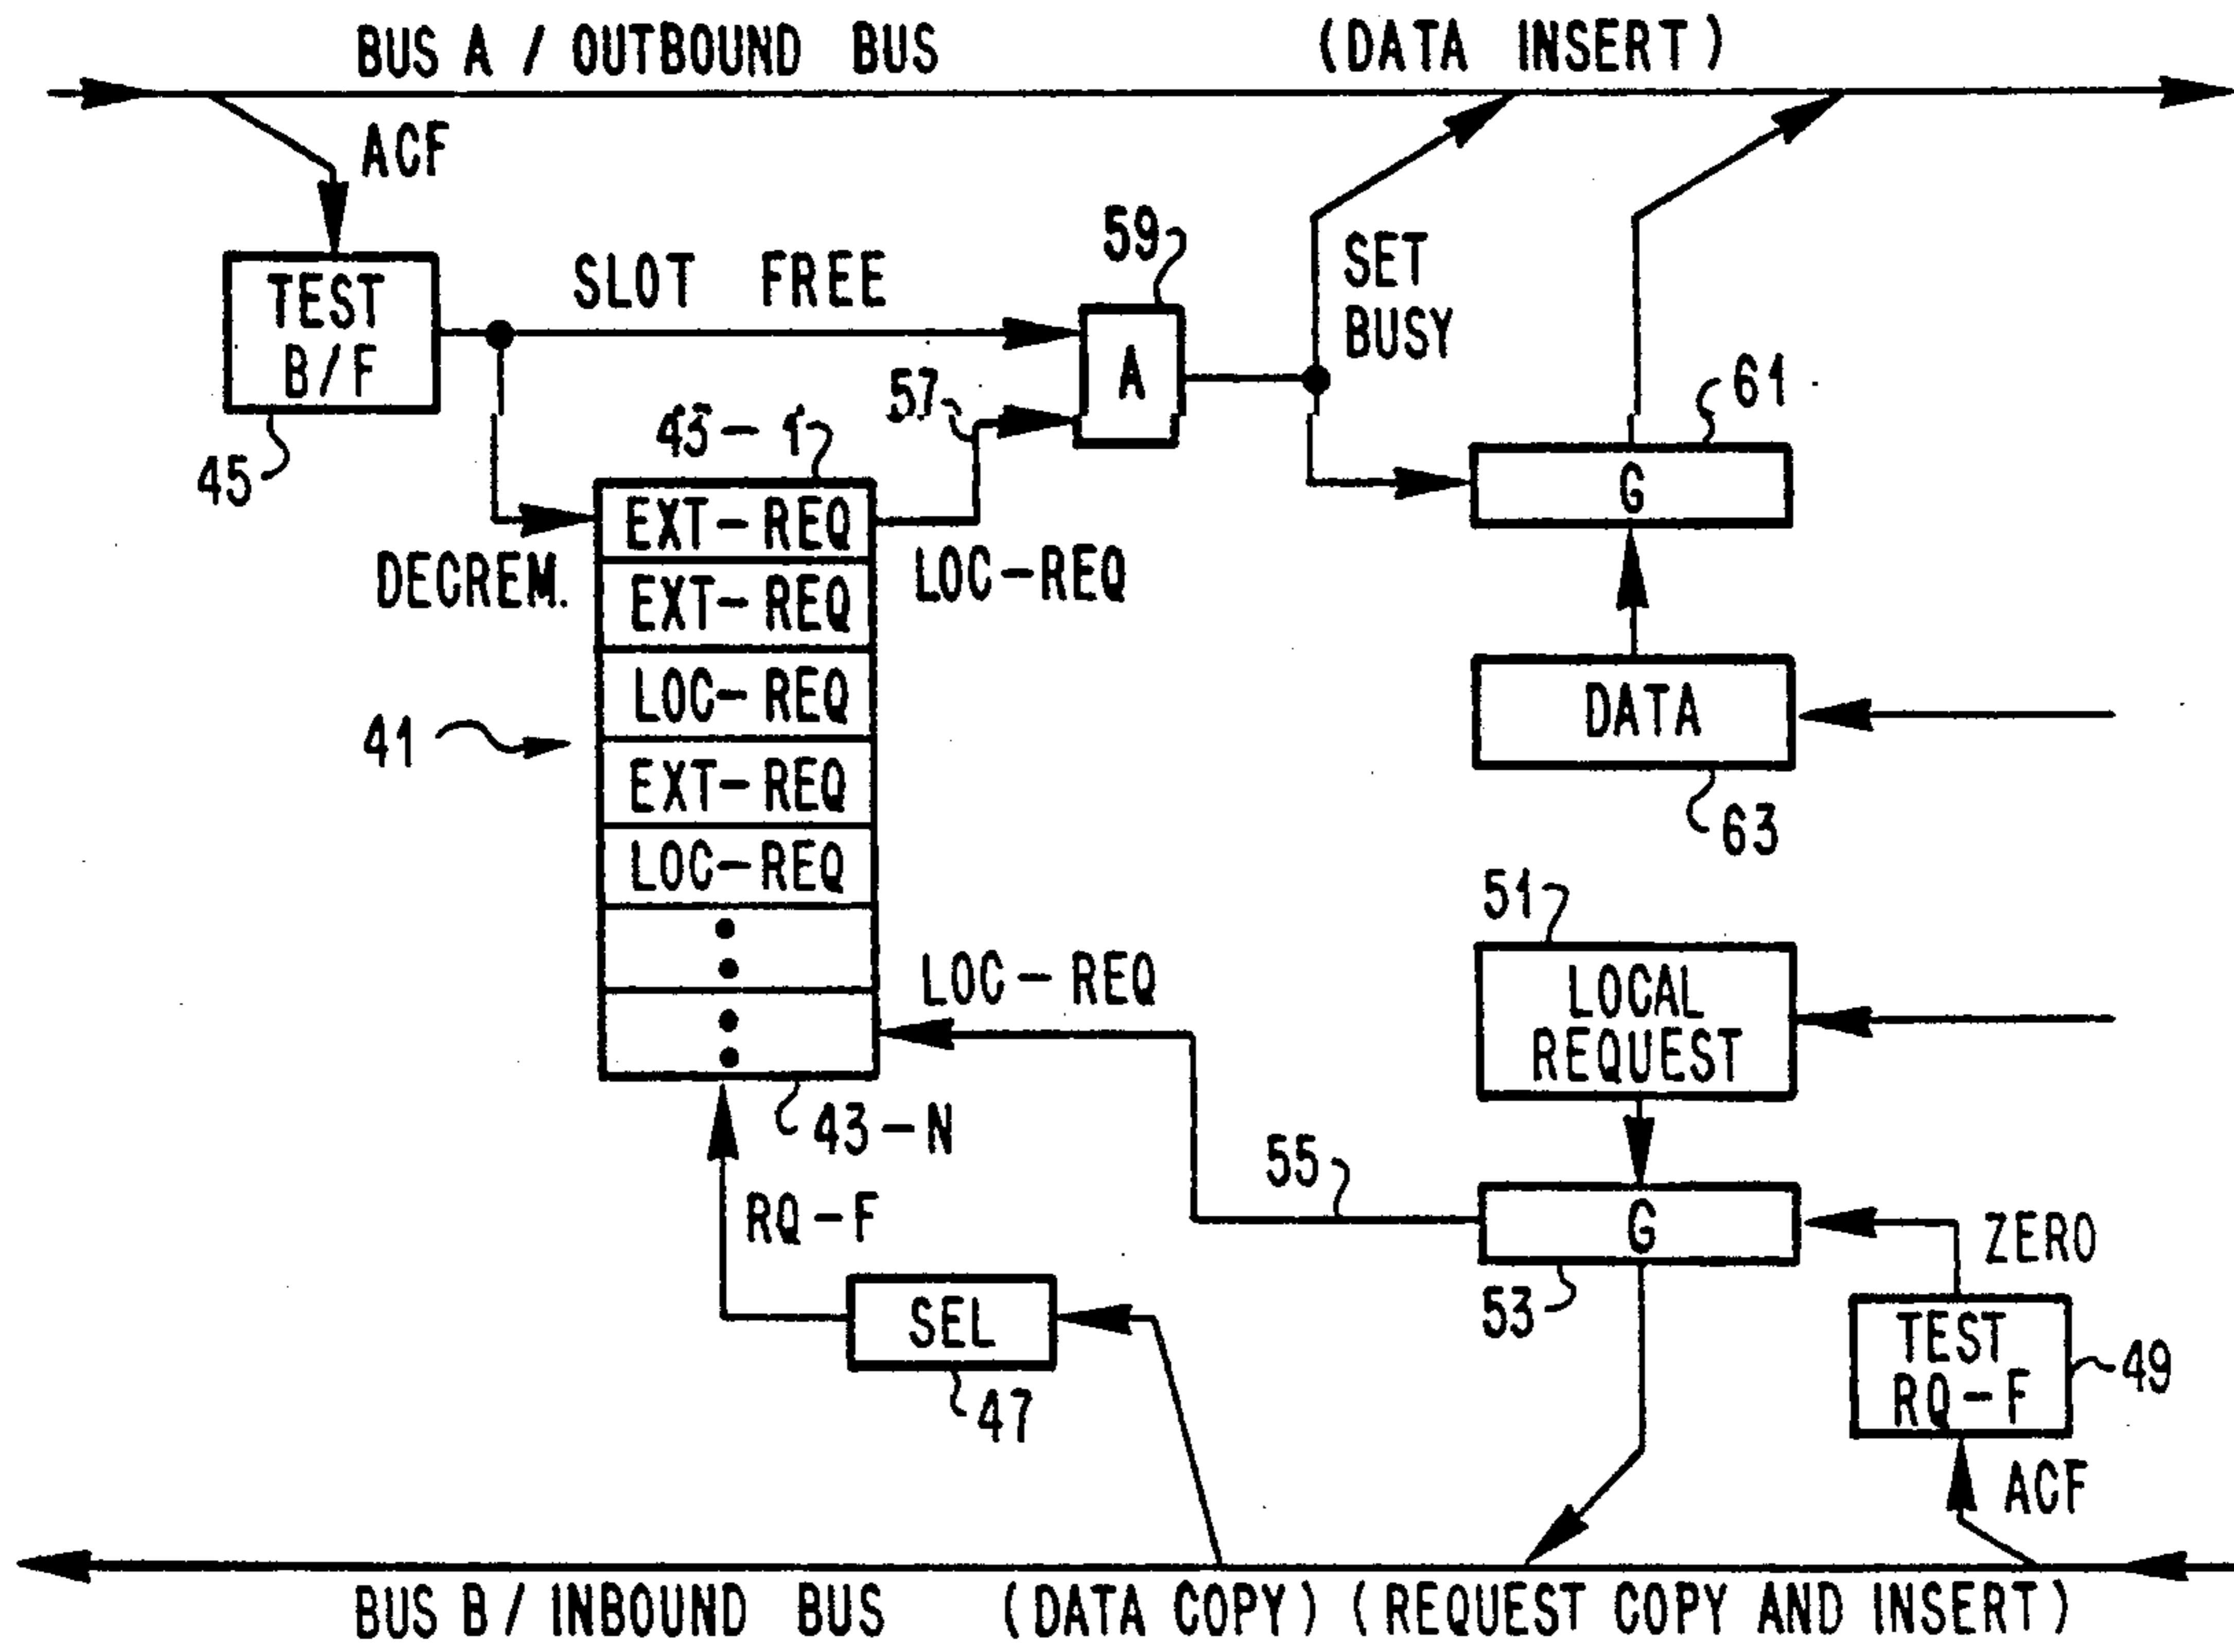 BUS A / OUTBOUND BUS (DATA INSERT)
ACF
TEST
B/F
45
SLOT FREE
59
A
SET
BUSY
57
61
G
43-1
DECREM.
EXT-REQ
EXT-REQ
LOC-REQ
EXT-REQ
LOC-REQ
LOC-REQ
41
DATA
63
51
LOCAL
REQUEST
LOC-REQ
43-N
55
G
53
ZERO
RQ-F
SEL
47
TEST
RQ-F
49
ACF
BUS B / INBOUND BUS (DATA COPY) (REQUEST COPY AND INSERT)